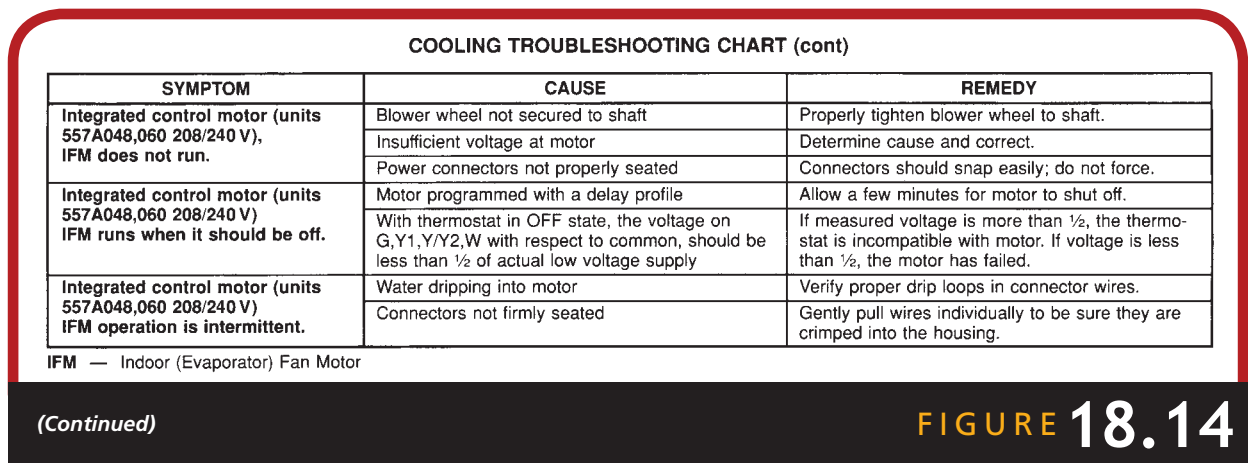 COOLING TROUBLESHOOTING CHART (cont)
SYMPTOM CAUSE REMEDY
Integrated control motor (units
557A048,060 208/240 V),
IFM does not run.
Blower wheel not secured to shaft
Properly tighten blower wheel to shaft.
Insufficient voltage at motor
Determine cause and correct.
Power connectors not properly seated
Connectors should snap easily; do not force.
Integrated control motor (units
557A048,060 208/240 V)
IFM runs when it should be off.
Motor programmed with a delay profile
Allow a few minutes for motor to shut off.
With thermostat in OFF state, the voltage on
G,Y1,Y/Y2,W with respect to common, should be
less than ½ of actual low voltage supply
If measured voltage is more than ½, the thermo-
stat is incompatible with motor. If voltage is less
than ½, the motor has failed.
Integrated control motor (units
557A048,060 208/240 V)
IFM operation is intermittent.
Water dripping into motor
Verify proper drip loops in connector wires.
Connectors not firmly seated
Gently pull wires individually to be sure they are
crimped into the housing.
IFM — Indoor (Evaporator) Fan Motor
(Continued)
FIGURE 18.14